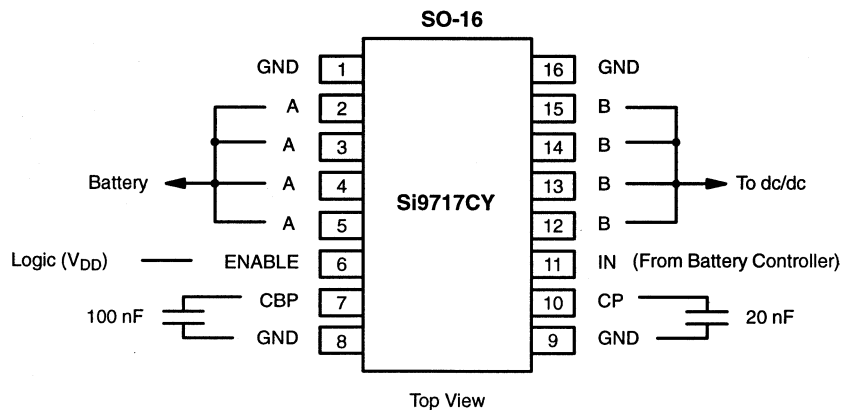 SO-16
GND 1 16 GND
A 2 15 B
A 3 14 B
Battery A 4 13 B To dc/dc
Si9717CY
A 5 12 B
Logic (VDD) ENABLE 6 11 IN (From Battery Controller)
CBP 7 10 CP
100 nF 20 nF
GND 8 9 GND
Top View